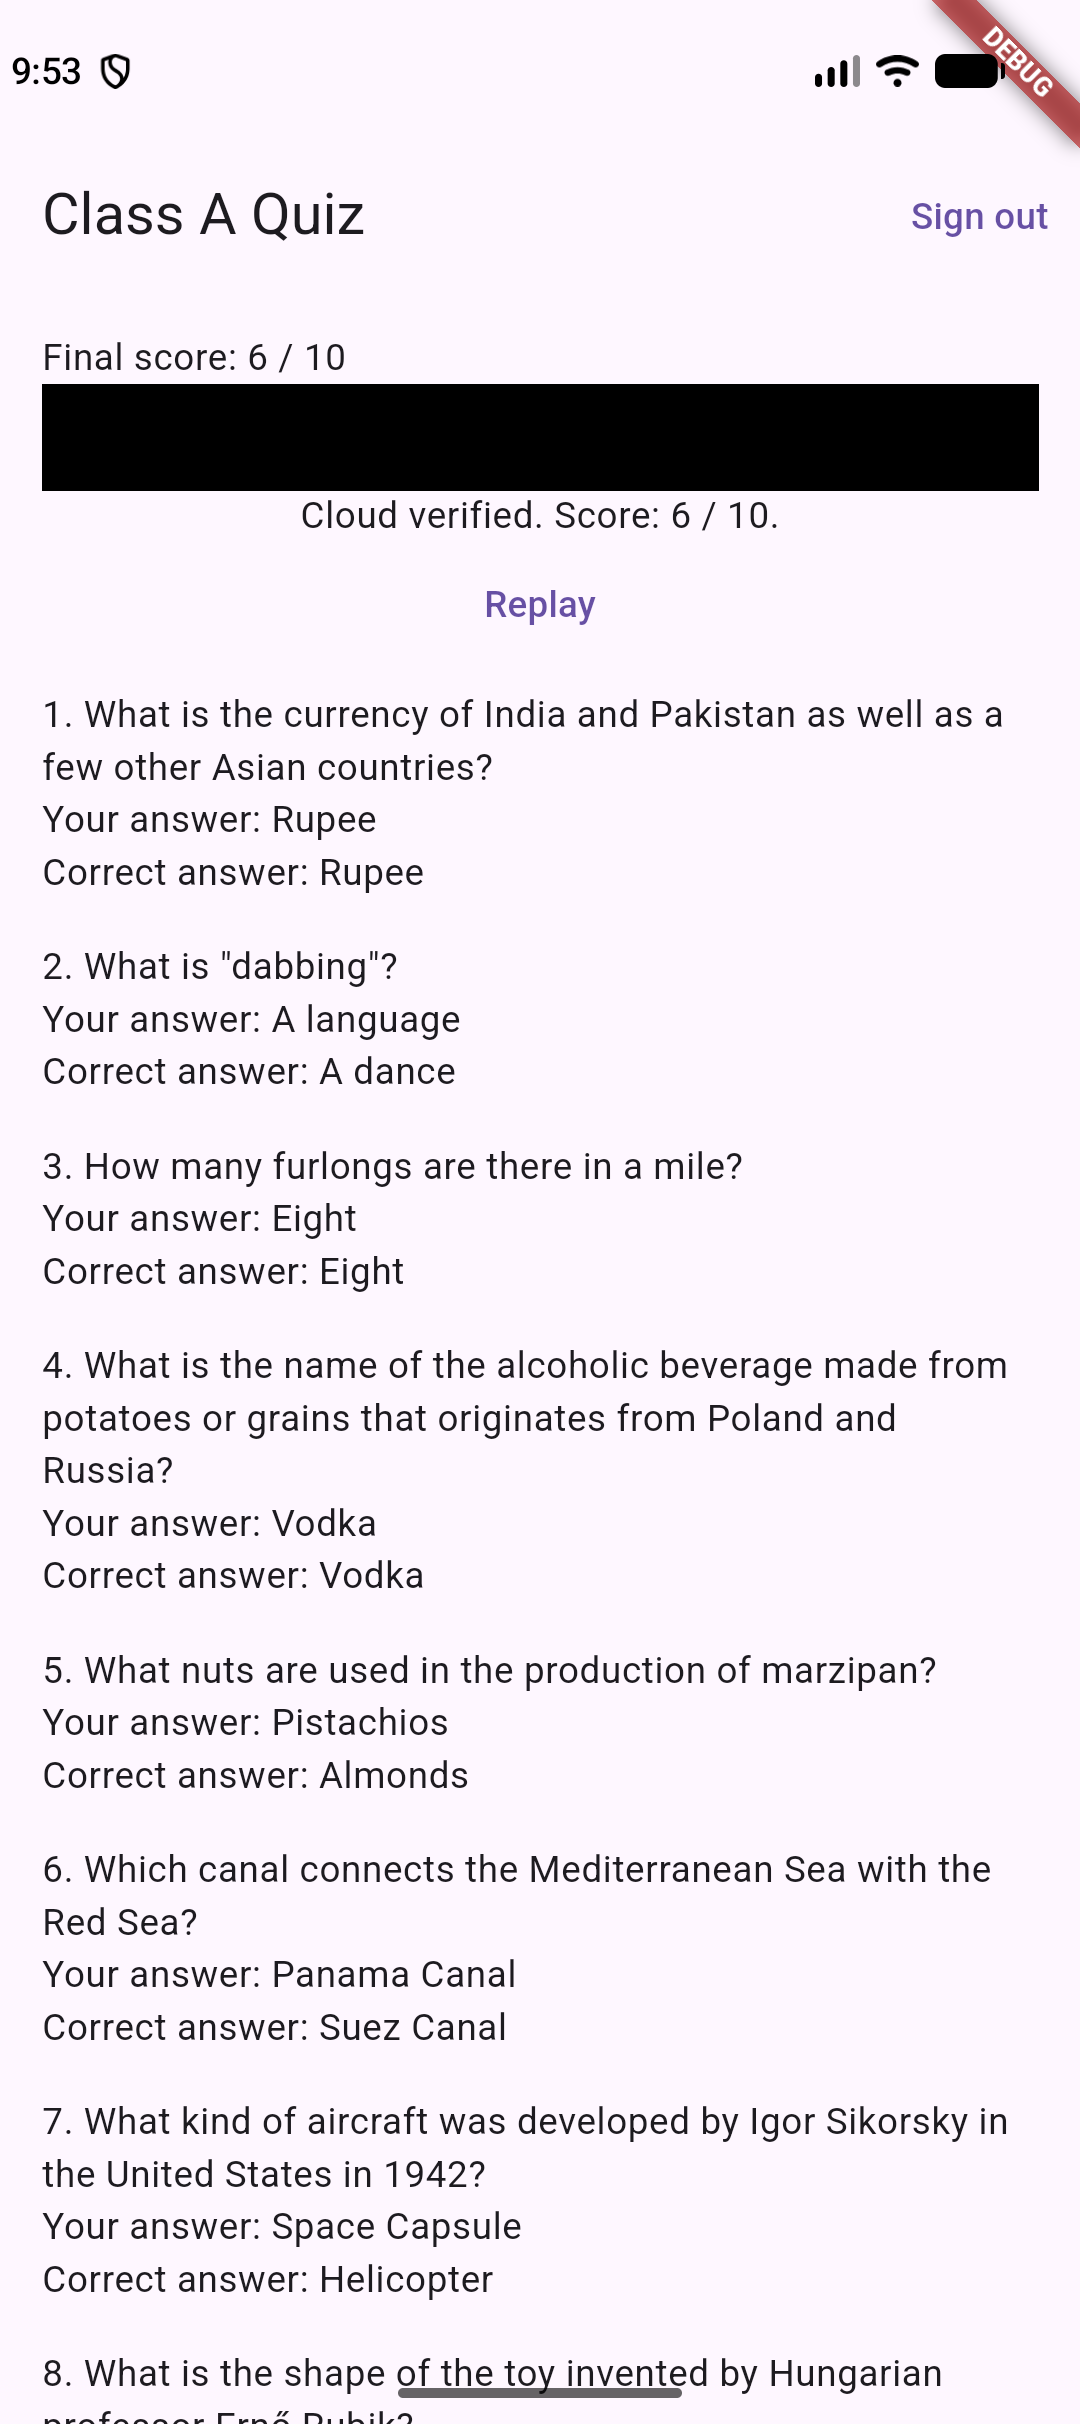 9:53
DEBUG
Class A Quiz
Sign out
Final score: 6 / 10
Cloud verified. Score: 6 / 10.
Replay
1. What is the currency of India and Pakistan as well as a
few other Asian countries?
Your answer: Rupee
Correct answer: Rupee
2. What is "dabbing"?
Your answer: A language
Correct answer: A dance
3. How many furlongs are there in a mile?
Your answer: Eight
Correct answer: Eight
4. What is the name of the alcoholic beverage made from
potatoes or grains that originates from Poland and
Russia?
Your answer: Vodka
Correct answer: Vodka
5. What nuts are used in the production of marzipan?
Your answer: Pistachios
Correct answer: Almonds
6. Which canal connects the Mediterranean Sea with the
Red Sea?
Your answer: Panama Canal
Correct answer: Suez Canal
7. What kind of aircraft was developed by Igor Sikorsky in
the United States in 1942?
Your answer: Space Capsule
Correct answer: Helicopter
8. What is the shape of the toy invented by Hungarian
professor Ernő Rubik?